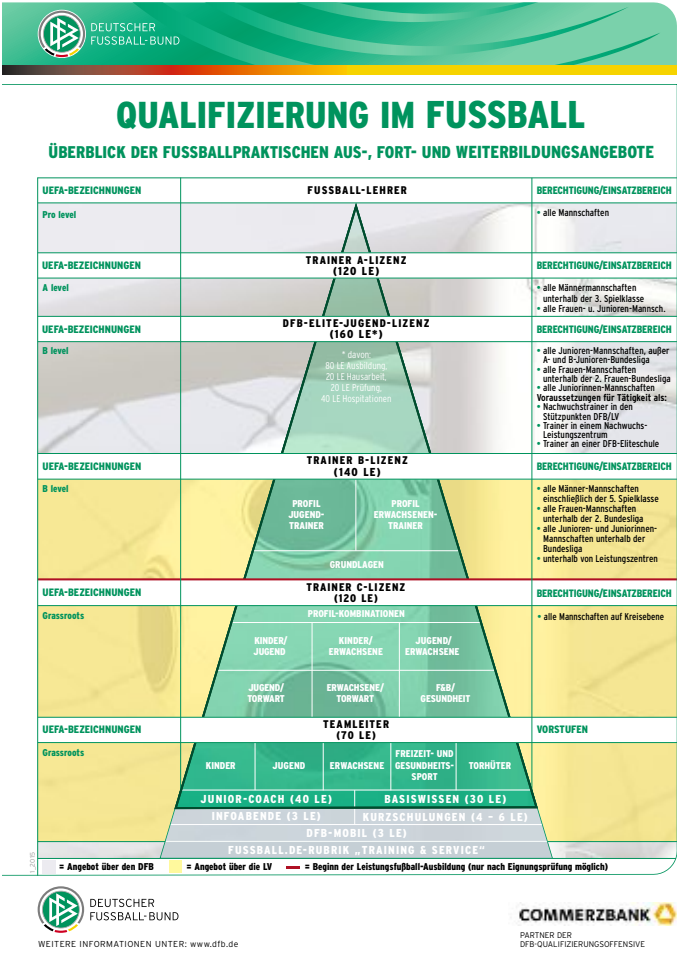 DEUTSCHER
FUSSBALL-BUND
QUALIFIZIERUNG IM FUSSBALL
ÜBERBLICK DER FUSSBALLPRAKTISCHEN AUS-, FORT- UND WEITERBILDUNGSANGEBOTE
UEFA-BEZEICHNUNGEN
FUSSBALL-LEHRER
BERECHTIGUNG/EINSATZBEREICH
Pro level
• alle Mannschaften
UEFA-BEZEICHNUNGEN
TRAINER A-LIZENZ
(120 LE)
BERECHTIGUNG/EINSATZBEREICH
A level
• alle Männermannschaften
unterhalb der 3. Spielklasse
• alle Frauen- u. Junioren-Mannsch.
UEFA-BEZEICHNUNGEN
DFB-ELITE-JUGEND-LIZENZ
(160 LE*)
BERECHTIGUNG/EINSATZBEREICH
B level
* davon:
80 LE Ausbildung,
20 LE Hausarbeit,
20 LE Prüfung,
40 LE Hospitationen
• alle Junioren-Mannschaften, außer
A- und B-Junioren-Bundesliga
• alle Frauen-Mannschaften
unterhalb der 2. Frauen-Bundesliga
• alle Juniorinnen-Mannschaften
Voraussetzungen für Tätigkeit als:
• Nachwuchstrainer in den
Stützpunkten DFB/LV
• Trainer in einem Nachwuchs-
Leistungszentrum
• Trainer an einer DFB-Eliteschule
UEFA-BEZEICHNUNGEN
TRAINER B-LIZENZ
(140 LE)
BERECHTIGUNG/EINSATZBEREICH
B level
PROFIL
JUGEND-
TRAINER
PROFIL
ERWACHSENEN-
TRAINER
GRUNDLAGEN
• alle Männer-Mannschaften
einschließlich der 5. Spielklasse
• alle Frauen-Mannschaften
unterhalb der 2. Bundesliga
• alle Junioren- und Juniorinnen-
Mannschaften unterhalb der
Bundesliga
• unterhalb von Leistungszentren
UEFA-BEZEICHNUNGEN
TRAINER C-LIZENZ
(120 LE)
BERECHTIGUNG/EINSATZBEREICH
Grassroots
PROFIL-KOMBINATIONEN
• alle Mannschaften auf Kreisebene
KINDER/
JUGEND
KINDER/
ERWACHSENE
JUGEND/
ERWACHSENE
JUGEND/
TORWART
ERWACHSENE/
TORWART
F&B/
GESUNDHEIT
UEFA-BEZEICHNUNGEN
TEAMLEITER
(70 LE)
VORSTUFEN
Grassroots
KINDER
JUGEND
ERWACHSENE
FREIZEIT- UND
GESUNDHEITS-
SPORT
TORHÜTER
JUNIOR-COACH (40 LE)
BASISWISSEN (30 LE)
INFOABENDE (3 LE)
KURZSCHULUNGEN (4 – 6 LE)
DFB-MOBIL (3 LE)
FUSSBALL.DE-RUBRIK „TRAINING & SERVICE“
= Angebot über den DFB
= Angebot über die LV
= Beginn der Leistungsfußball-Ausbildung (nur nach Eignungsprüfung möglich)
DEUTSCHER
FUSSBALL-BUND
WEITERE INFORMATIONEN UNTER: www.dfb.de
COMMERZBANK
PARTNER DER
DFB-QUALIFIZIERUNGSOFFENSIVE